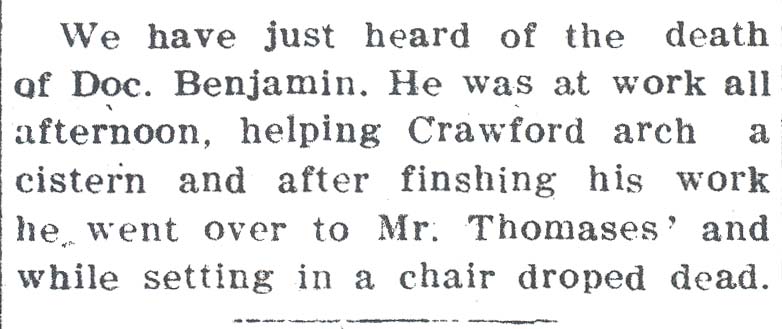 We have just heard of the death
of Doc. Benjamin. He was at work all
afternoon, helping Crawford arch a
cistern and after finshing his work
he went over to Mr. Thomases' and
while setting in a chair droped dead.